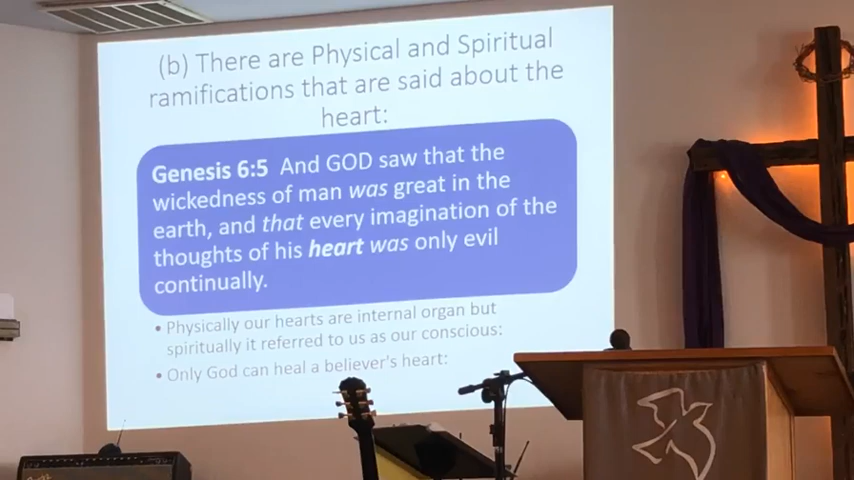 (b) There are Physical and Spiritual
ramifications that are said about the
heart:
Genesis 6:5 And GOD saw that the
wickedness of man was great in the
earth, and that every imagination of the
thoughts of his heart was only evil
continually.
• Physically our hearts are internal organ but
spiritually it referred to us as our conscious:
• Only God can heal a believer's heart: